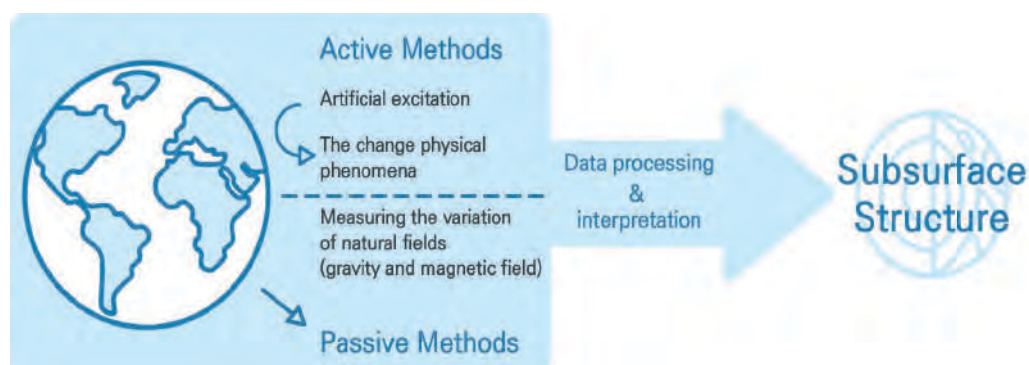 Active Methods
Artificial excitation
The change physical
phenomena
Measuring the variation
of natural fields
(gravity and magnetic field)
Passive Methods
Data processing
&
interpretation
Subsurface
Structure